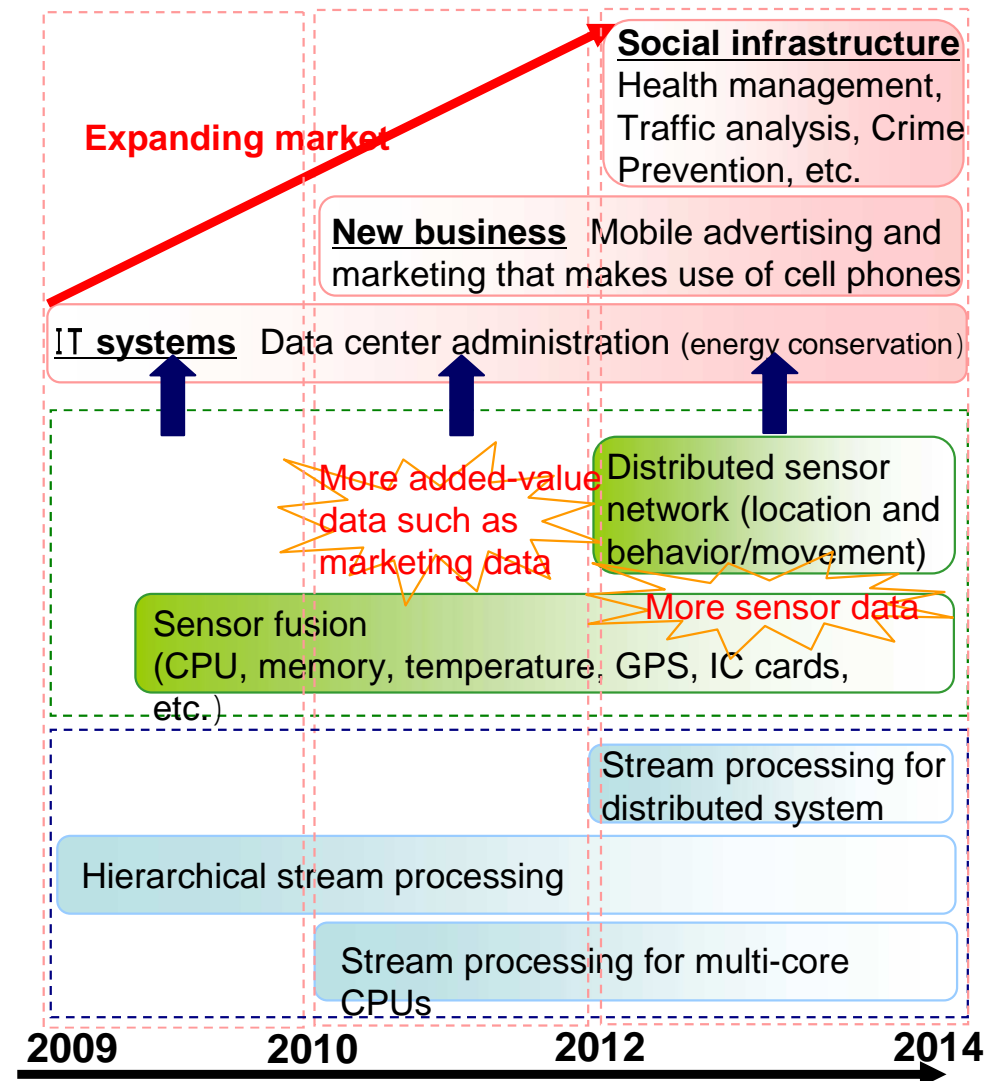 Social infrastructure
Health management,
Traffic analysis, Crime
Prevention, etc.
Expanding market
New business Mobile advertising and
marketing that makes use of cell phones
IT systems Data center administration (energy conservation)
More added-value
data such as
marketing data
Distributed sensor
network (location and
behavior/movement)
More sensor data
Sensor fusion
(CPU, memory, temperature, GPS, IC cards,
etc.)
Stream processing for
distributed system
Hierarchical stream processing
Stream processing for multi-core
CPUs
2009 2010 2012 2014